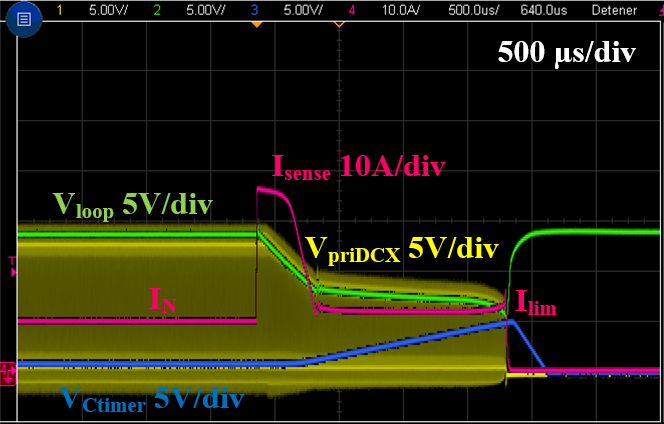 1 5.00V/ 2 5.00V/ 3 5.00V/ 4 10.0A/ 500.0us/ 640.0us Detener
500 μs/div
Isense 10A/div
Vloop 5V/div
VpriDCX 5V/div
IN
Ilim
VCtimer 5V/div